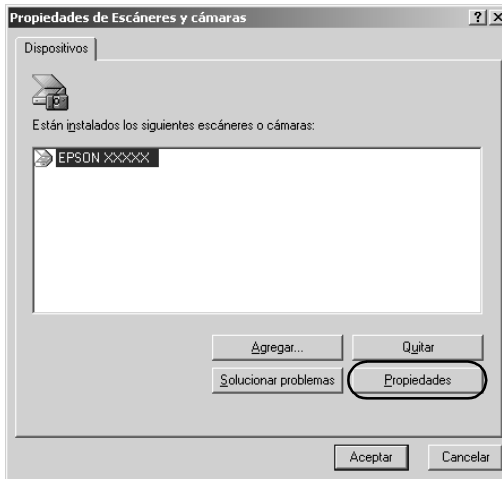 Propiedades de Escáneres y cámaras
Dispositivos
Están instalados los siguientes escáneres o cámaras:
EPSON XXXXX
Agregar... Quitar
Solucionar problemas Propiedades
Aceptar Cancelar